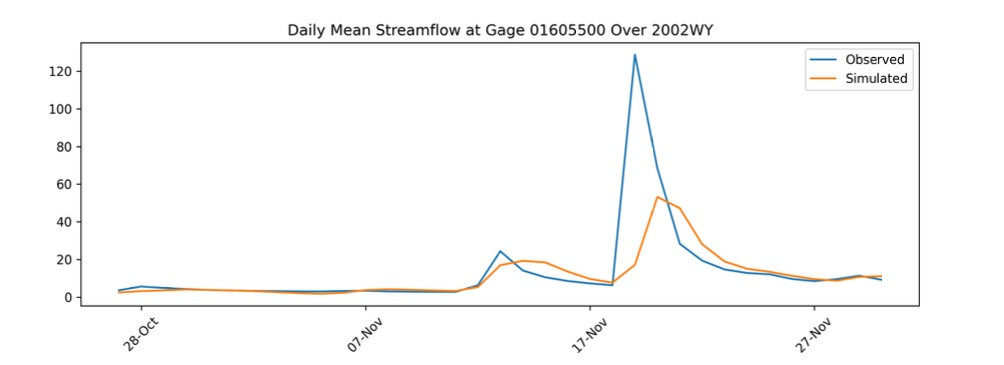 Daily Mean Streamflow at Gage 01605500 Over 2002WY
Observed
Simulated
120
100
80
60
40
20
0
28-Oct
07-Nov
17-Nov
27-Nov